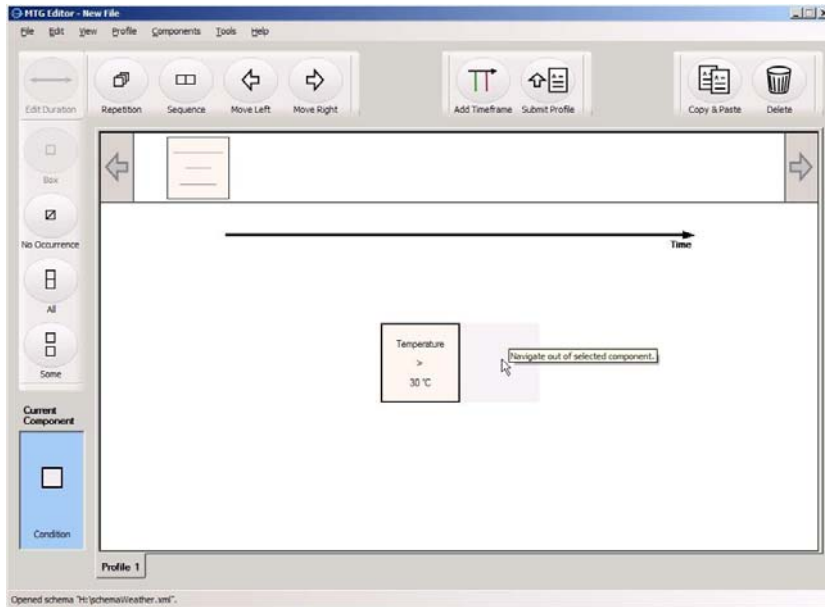 MTG Editor - New File
File Edit View Profile Components Tools Help
Edit Duration Repetition Sequence Move Left Move Right Add Timeframe Submit Profile Copy & Paste Delete
Box
No Occurrence
All
Some
Time
Temperature
>
30 °C
Navigate out of selected component.
Current
Component
Condition
Profile 1
Opened schema "H:\schemaWeather.xml".